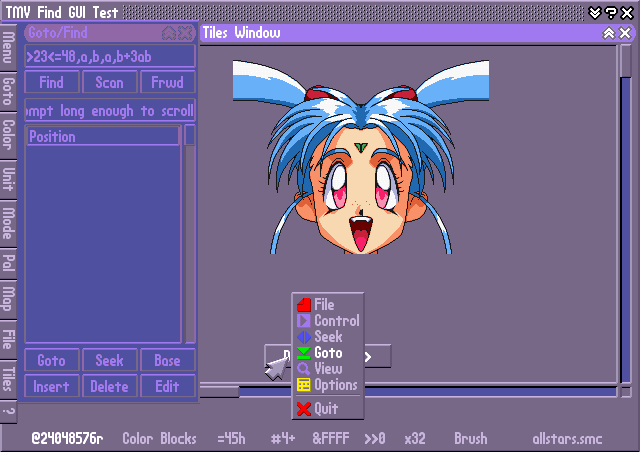 TMY Find GUI Test
Goto/Find
>23<=48,a,b,a,b+3ab
Find Scan Frwd
ompt long enough to scroll
Position
Goto Seek Base
Insert Delete Edit
Menu
Goto
Color
Unit
Mode
Pal
Map
File
Tiles
?
Tiles Window
File
Control
Seek
Goto
View
Options
Quit
@24048576r Color Blocks =45h #4+ &FFFF >>0 x32 Brush allstars.smc